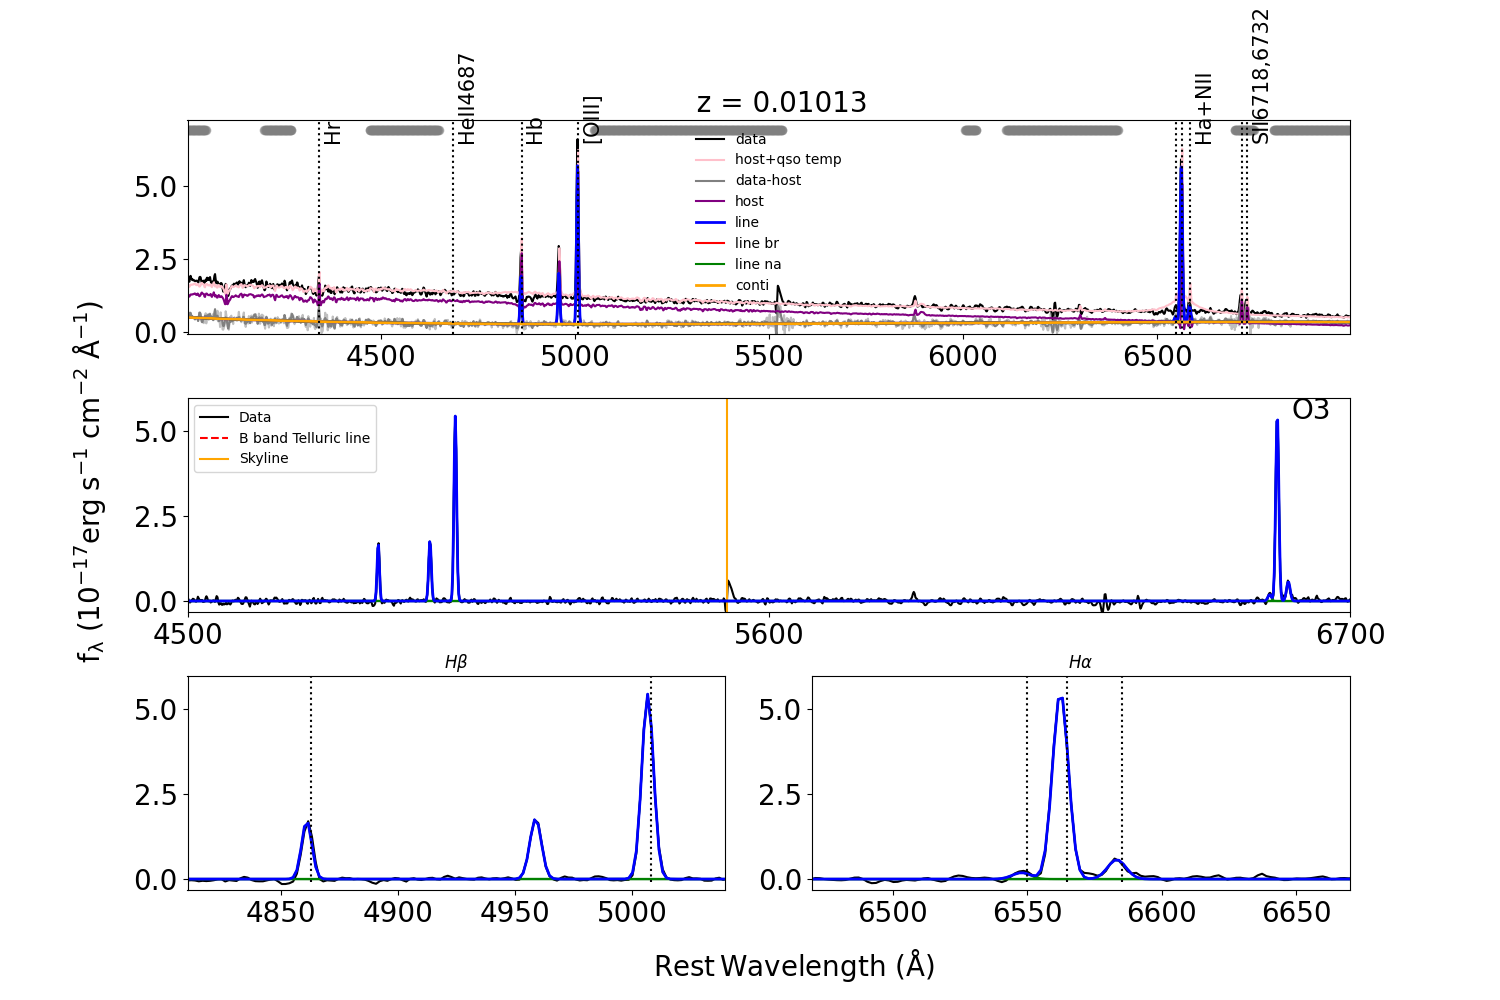 z = 0.01013
Hr
HeII4687
Hb
[OIII]
Ha+NII
SII6718,6732
data
host+qso temp
data-host
host
line
line br
line na
conti
5.0
2.5
0.0
4500
5000
5500
6000
6500
O3
Data
B band Telluric line
Skyline
5.0
2.5
0.0
4500
5600
6700
fλ (10⁻¹⁷erg s⁻¹ cm⁻² Å⁻¹)
Hβ
5.0
2.5
0.0
4850
4900
4950
5000
Hα
5.0
2.5
0.0
6500
6550
6600
6650
Rest Wavelength (Å)